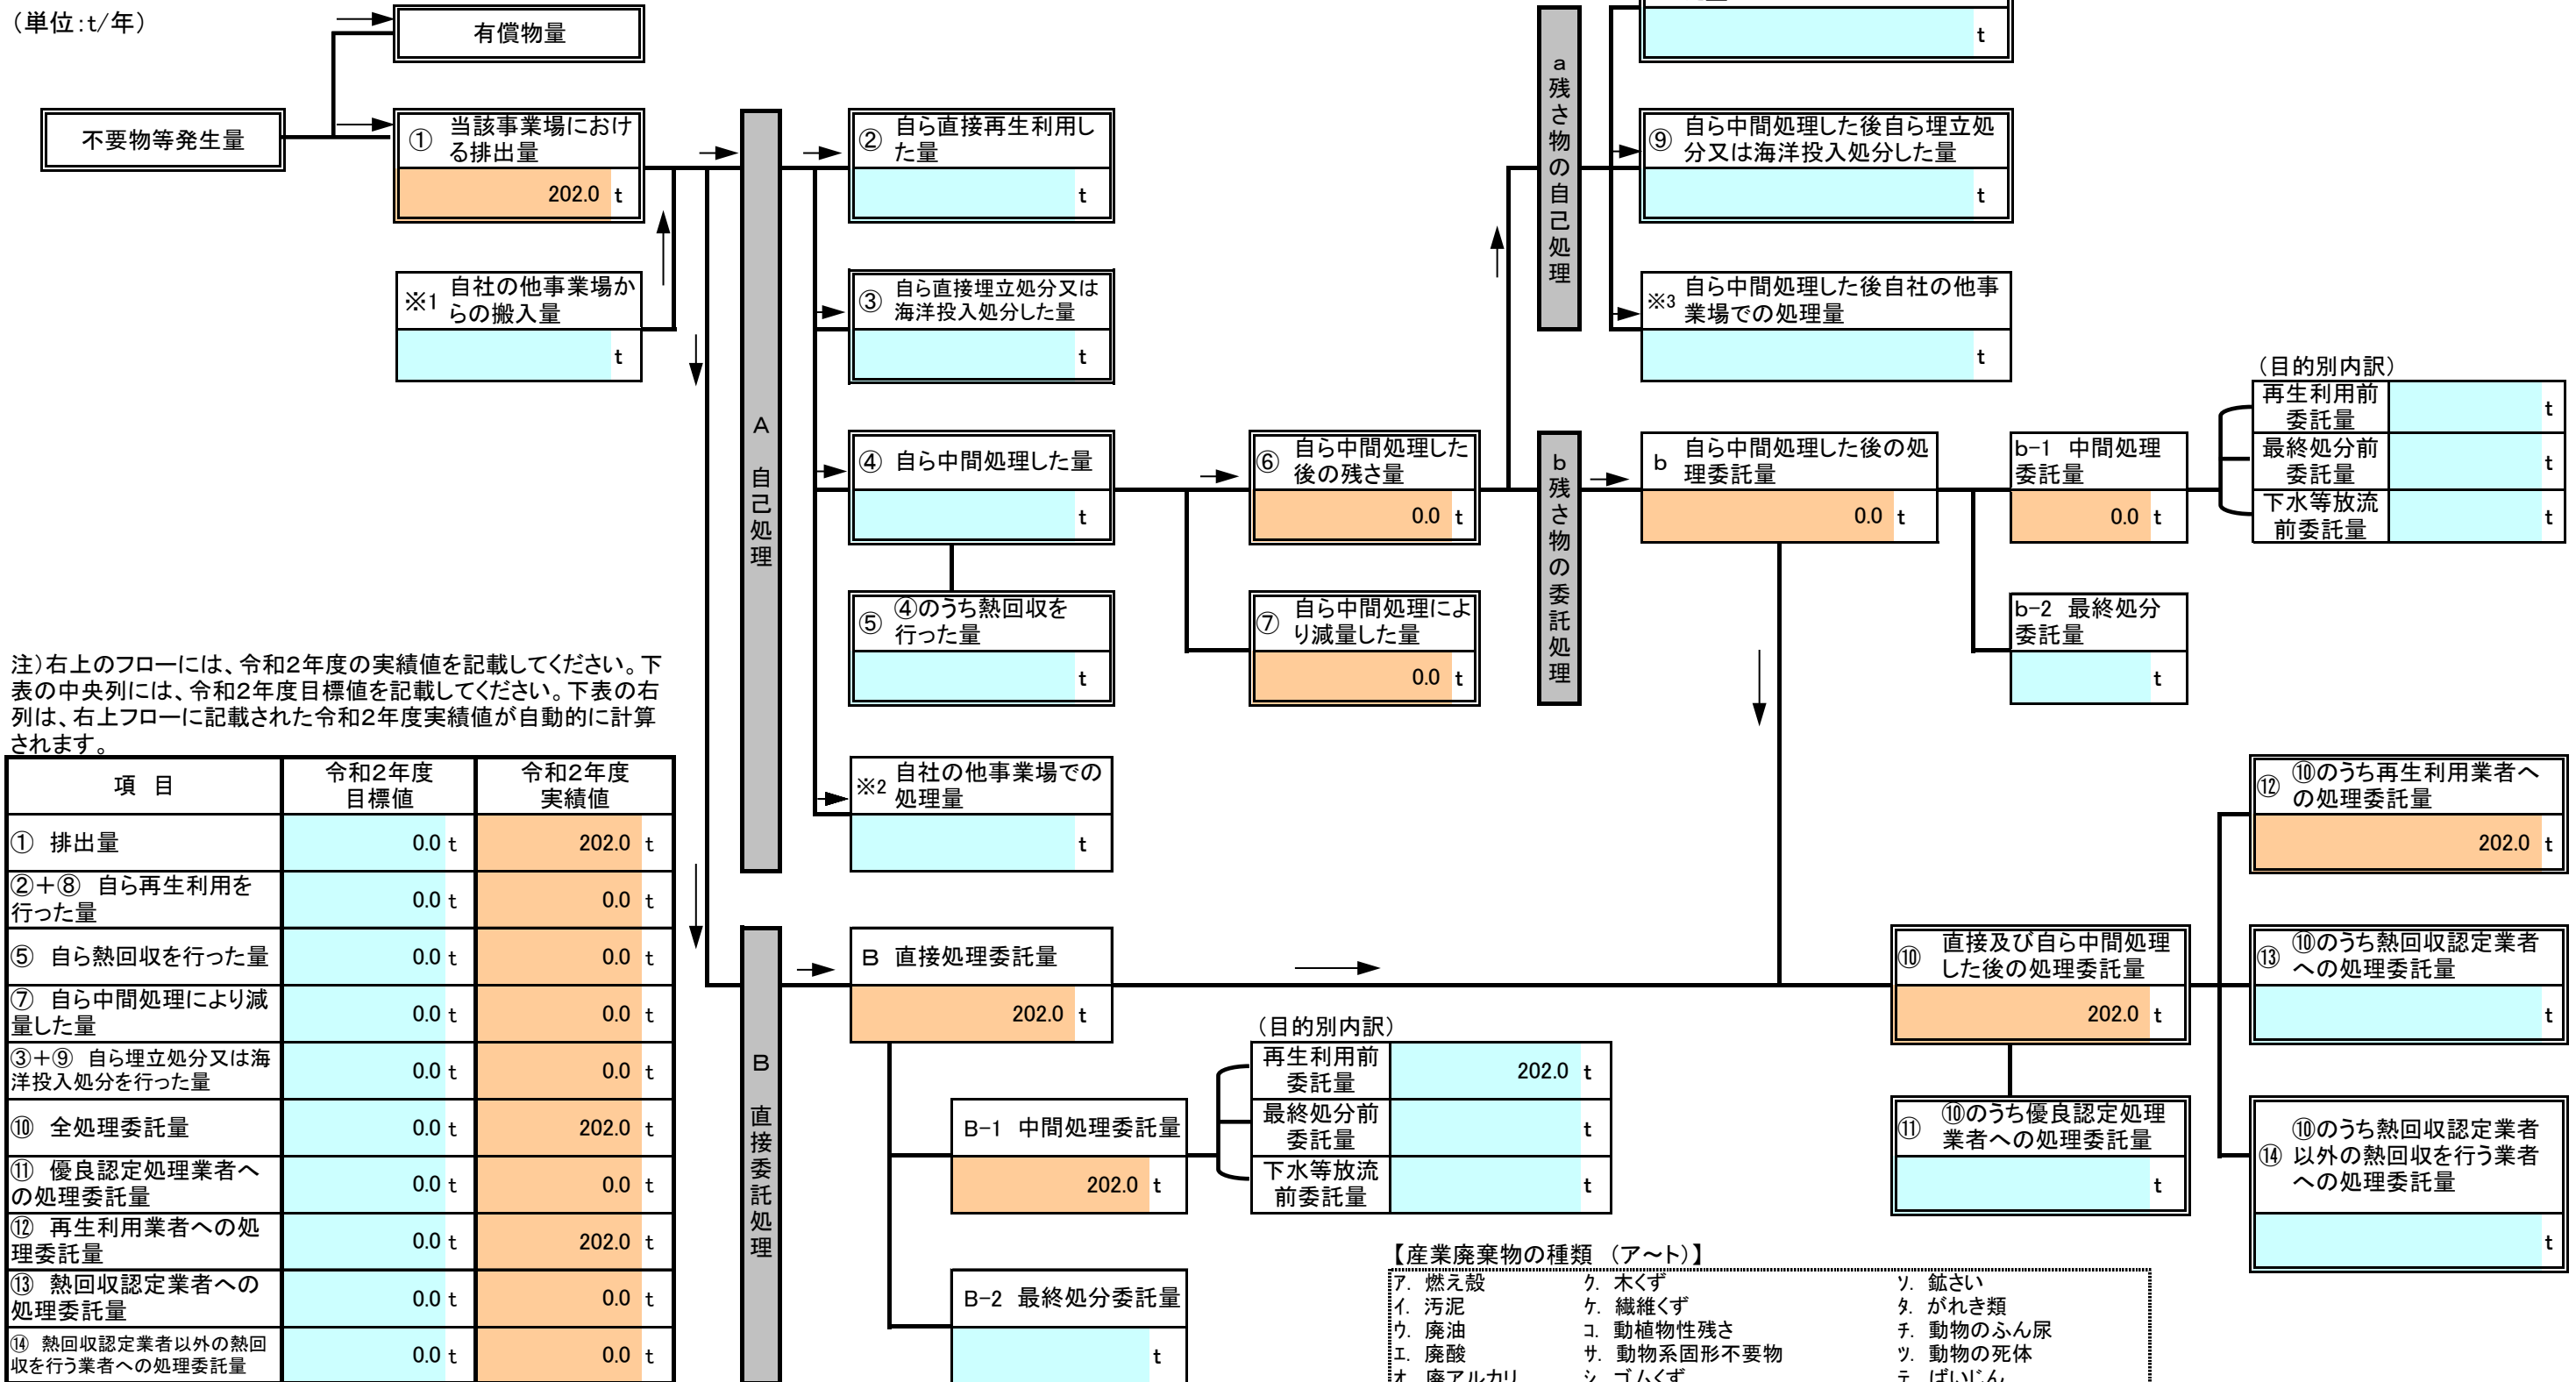 （単位:t/年）
有償物量
不要物等発生量
① 当該事業場におけ
る排出量
202.0 t
※1 自社の他事業場か
らの搬入量
t
A 自己処理
② 自ら直接再生利用し
た量
t
③ 自ら直接埋立処分又は
海洋投入処分した量
t
④ 自ら中間処理した量
t
⑤ ④のうち熱回収を
行った量
t
※2 自社の他事業場での
処理量
t
⑥ 自ら中間処理した
後の残さ量
0.0 t
⑦ 自ら中間処理によ
り減量した量
0.0 t
a残さ物の自己処理
t
⑨ 自ら中間処理した後自ら埋立処
分又は海洋投入処分した量
t
※3 自ら中間処理した後自社の他事
業場での処理量
t
b残さ物の委託処理
b 自ら中間処理した後の処
理委託量
0.0 t
b-1 中間処理
委託量
0.0 t
（目的別内訳）
再生利用前
委託量 t
最終処分前
委託量 t
下水等放流
前委託量 t
b-2 最終処分
委託量
t
注)右上のフローには、令和２年度の実績値を記載してください。下
表の中央列には、令和２年度目標値を記載してください。下表の右
列は、右上フローに記載された令和２年度実績値が自動的に計算
されます。
項 目 令和２年度
目標値 令和２年度
実績値
① 排出量 0.0 t 202.0 t
②＋⑧ 自ら再生利用を
行った量 0.0 t 0.0 t
⑤ 自ら熱回収を行った量 0.0 t 0.0 t
⑦ 自ら中間処理により減
量した量 0.0 t 0.0 t
③＋⑨ 自ら埋立処分又は海
洋投入処分を行った量 0.0 t 0.0 t
⑩ 全処理委託量 0.0 t 202.0 t
⑪ 優良認定処理業者へ
の処理委託量 0.0 t 0.0 t
⑫ 再生利用業者への処
理委託量 0.0 t 202.0 t
⑬ 熱回収認定業者への
処理委託量 0.0 t 0.0 t
⑭ 熱回収認定業者以外の熱回
収を行う業者への処理委託量 0.0 t 0.0 t
B 直接委託処理
B 直接処理委託量
202.0 t
B-1 中間処理委託量
202.0 t
（目的別内訳）
再生利用前
委託量 202.0 t
最終処分前
委託量 t
下水等放流
前委託量 t
B-2 最終処分委託量
t
⑩ 直接及び自ら中間処理
した後の処理委託量
202.0 t
⑪ ⑩のうち優良認定処理
業者への処理委託量
t
⑫ ⑩のうち再生利用業者へ
の処理委託量
202.0 t
⑬ ⑩のうち熱回収認定業者
への処理委託量
t
⑭ ⑩のうち熱回収認定業者
以外の熱回収を行う業者
への処理委託量
t
【産業廃棄物の種類 （ア～ト）】
ア. 燃え殻 ク. 木くず ソ. 鉱さい
イ. 汚泥 ケ. 繊維くず タ. がれき類
ウ. 廃油 コ. 動植物性残さ チ. 動物のふん尿
エ. 廃酸 サ. 動物系固形不要物 ツ. 動物の死体
オ. 廃アルカリ シ. ゴムくず テ. ばいじん